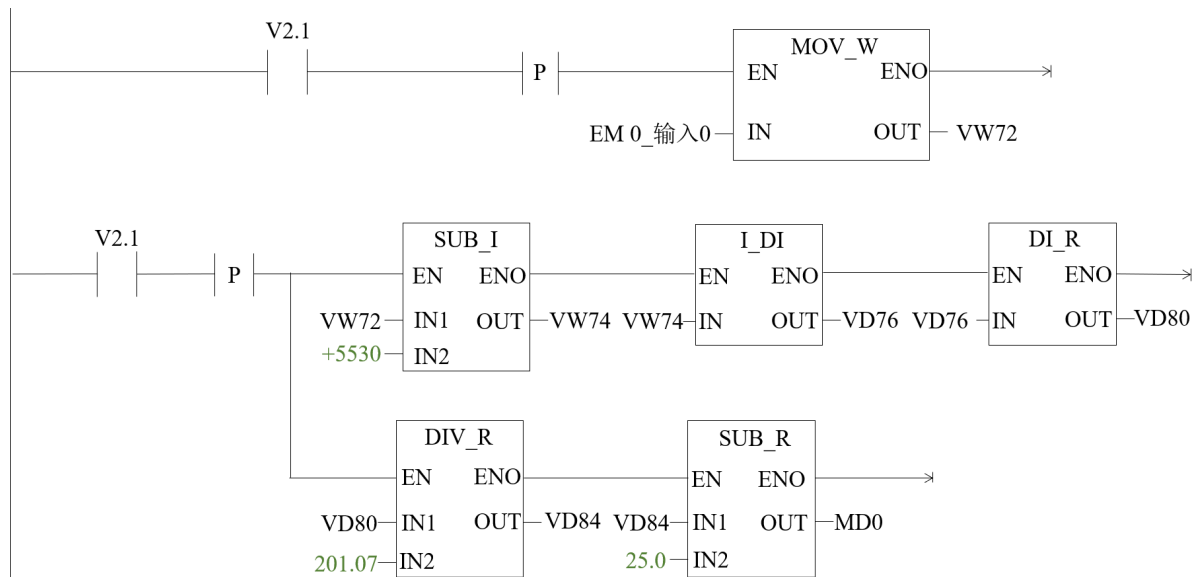 V2.1
P
MOV_W
EN ENO
EM 0_输入0 IN OUT VW72
V2.1
P
SUB_I
EN ENO
VW72 IN1 OUT VW74
+5530 IN2
I_DI
EN ENO
VW74 IN OUT VD76
DI_R
EN ENO
VD76 IN OUT VD80
DIV_R
EN ENO
VD80 IN1 OUT VD84
201.07 IN2
SUB_R
EN ENO
VD84 IN1 OUT MD0
25.0 IN2